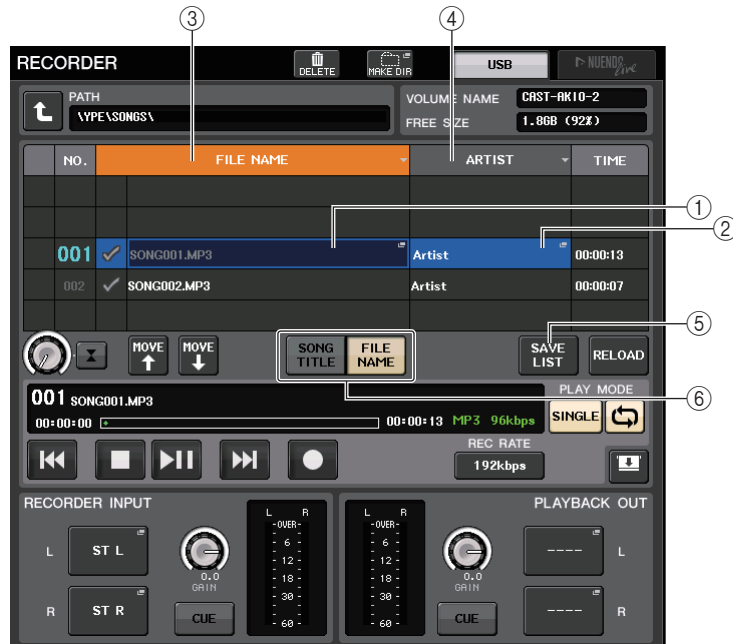 ③ ④
RECORDER DELETE MAKE DIR USB NUENDO Live
PATH
\YPE\SONGS\
VOLUME NAME CAST-AK10-2
FREE SIZE 1.8GB (92%)
NO. FILE NAME ARTIST TIME
①
②
001 SONG001.MP3 Artist 00:00:13
002 SONG002.MP3 Artist 00:00:07
⑤
MOVE MOVE SONG TITLE FILE NAME SAVE LIST RELOAD
⑥
001 SONG001.MP3
PLAY MODE
00:00:00 00:00:13 MP3 96kbps SINGLE
REC RATE
192kbps
RECORDER INPUT
PLAYBACK OUT
L R
-OVER-
6
12
18
30
60
L R
-OVER-
6
12
18
30
60
L ST L
0.0
GAIN
R ST R CUE
0.0
GAIN
---- L
CUE ---- R